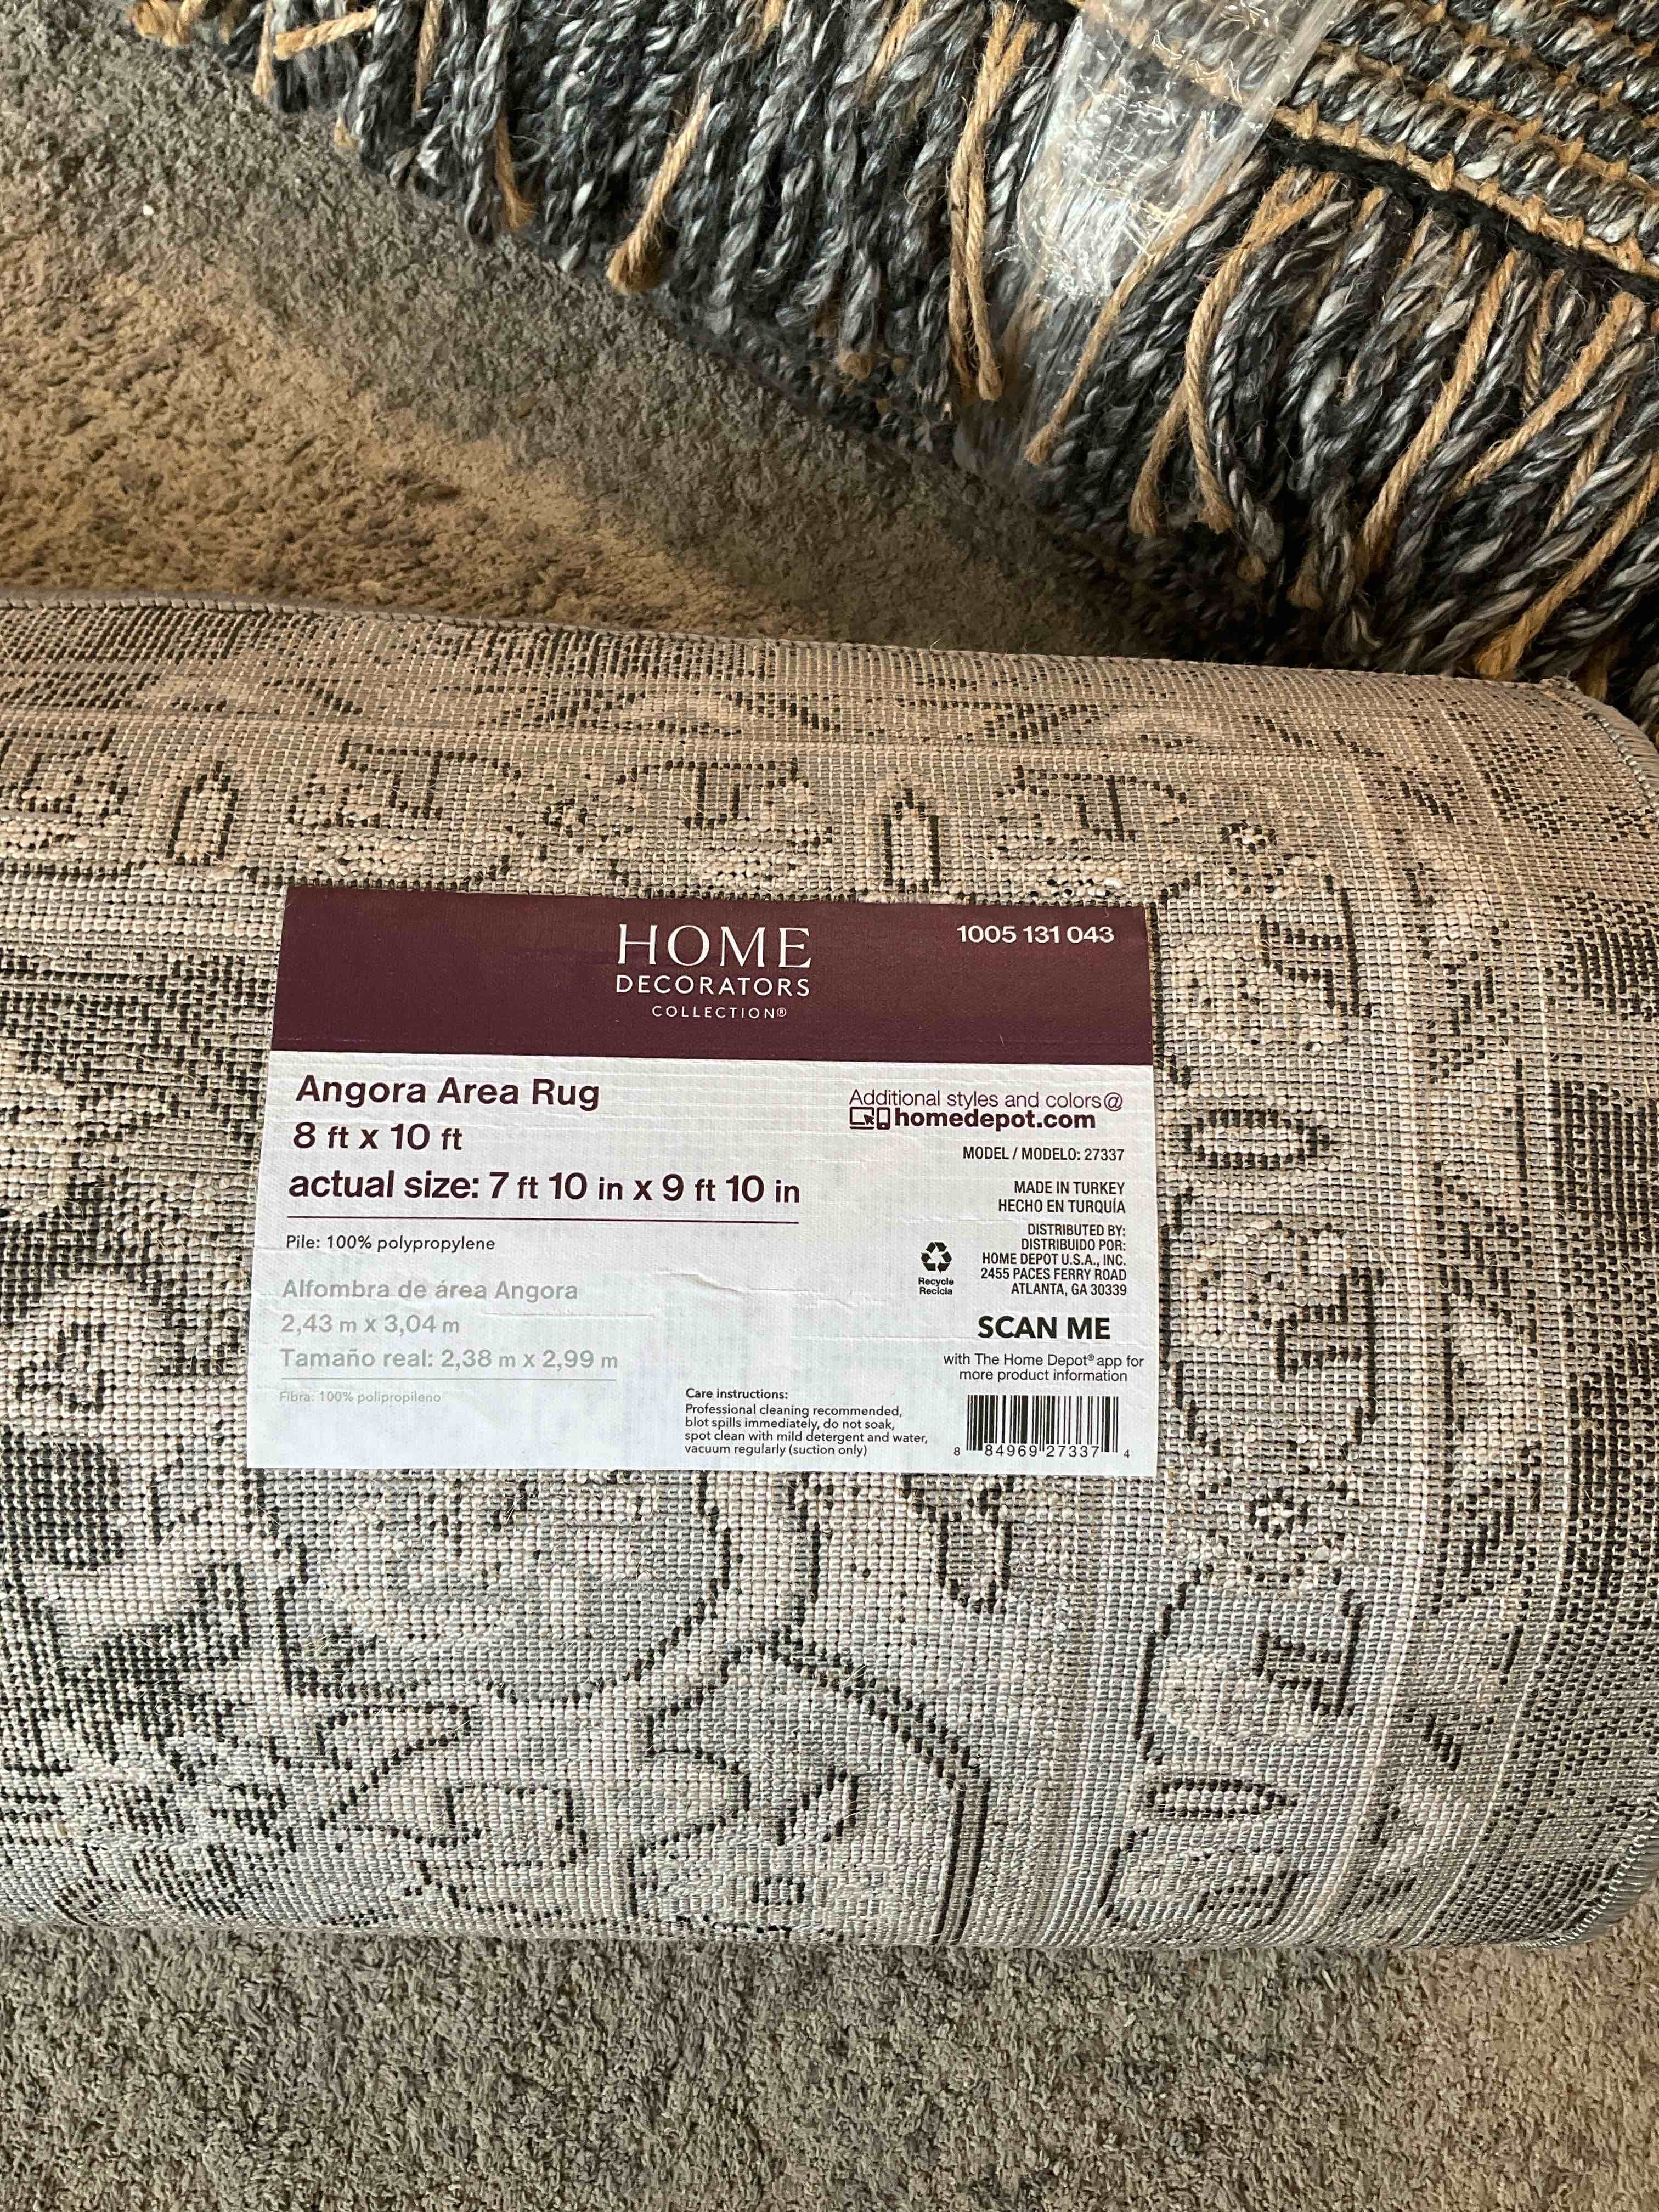 HOME
DECORATORS
COLLECTION®
1005 131 043
Angora Area Rug
8 ft x 10 ft
actual size: 7 ft 10 in x 9 ft 10 in
Pile: 100% polypropylene
Alfombra de área Angora
2,43 m x 3,04 m
Tamaño real: 2,38 m x 2,99 m
Fibra: 100% polipropileno
Additional styles and colors@
homedepot.com
MODEL / MODELO: 27337
MADE IN TURKEY
HECHO EN TURQUÍA
DISTRIBUTED BY:
DISTRIBUIDO POR:
HOME DEPOT U.S.A., INC.
2455 PACES FERRY ROAD
ATLANTA, GA 30339
Recycle
Recicla
SCAN ME
with The Home Depot® app for
more product information
Care instructions:
Professional cleaning recommended,
blot spills immediately, do not soak,
spot clean with mild detergent and water,
vacuum regularly (suction only)
8 84969 27337 4